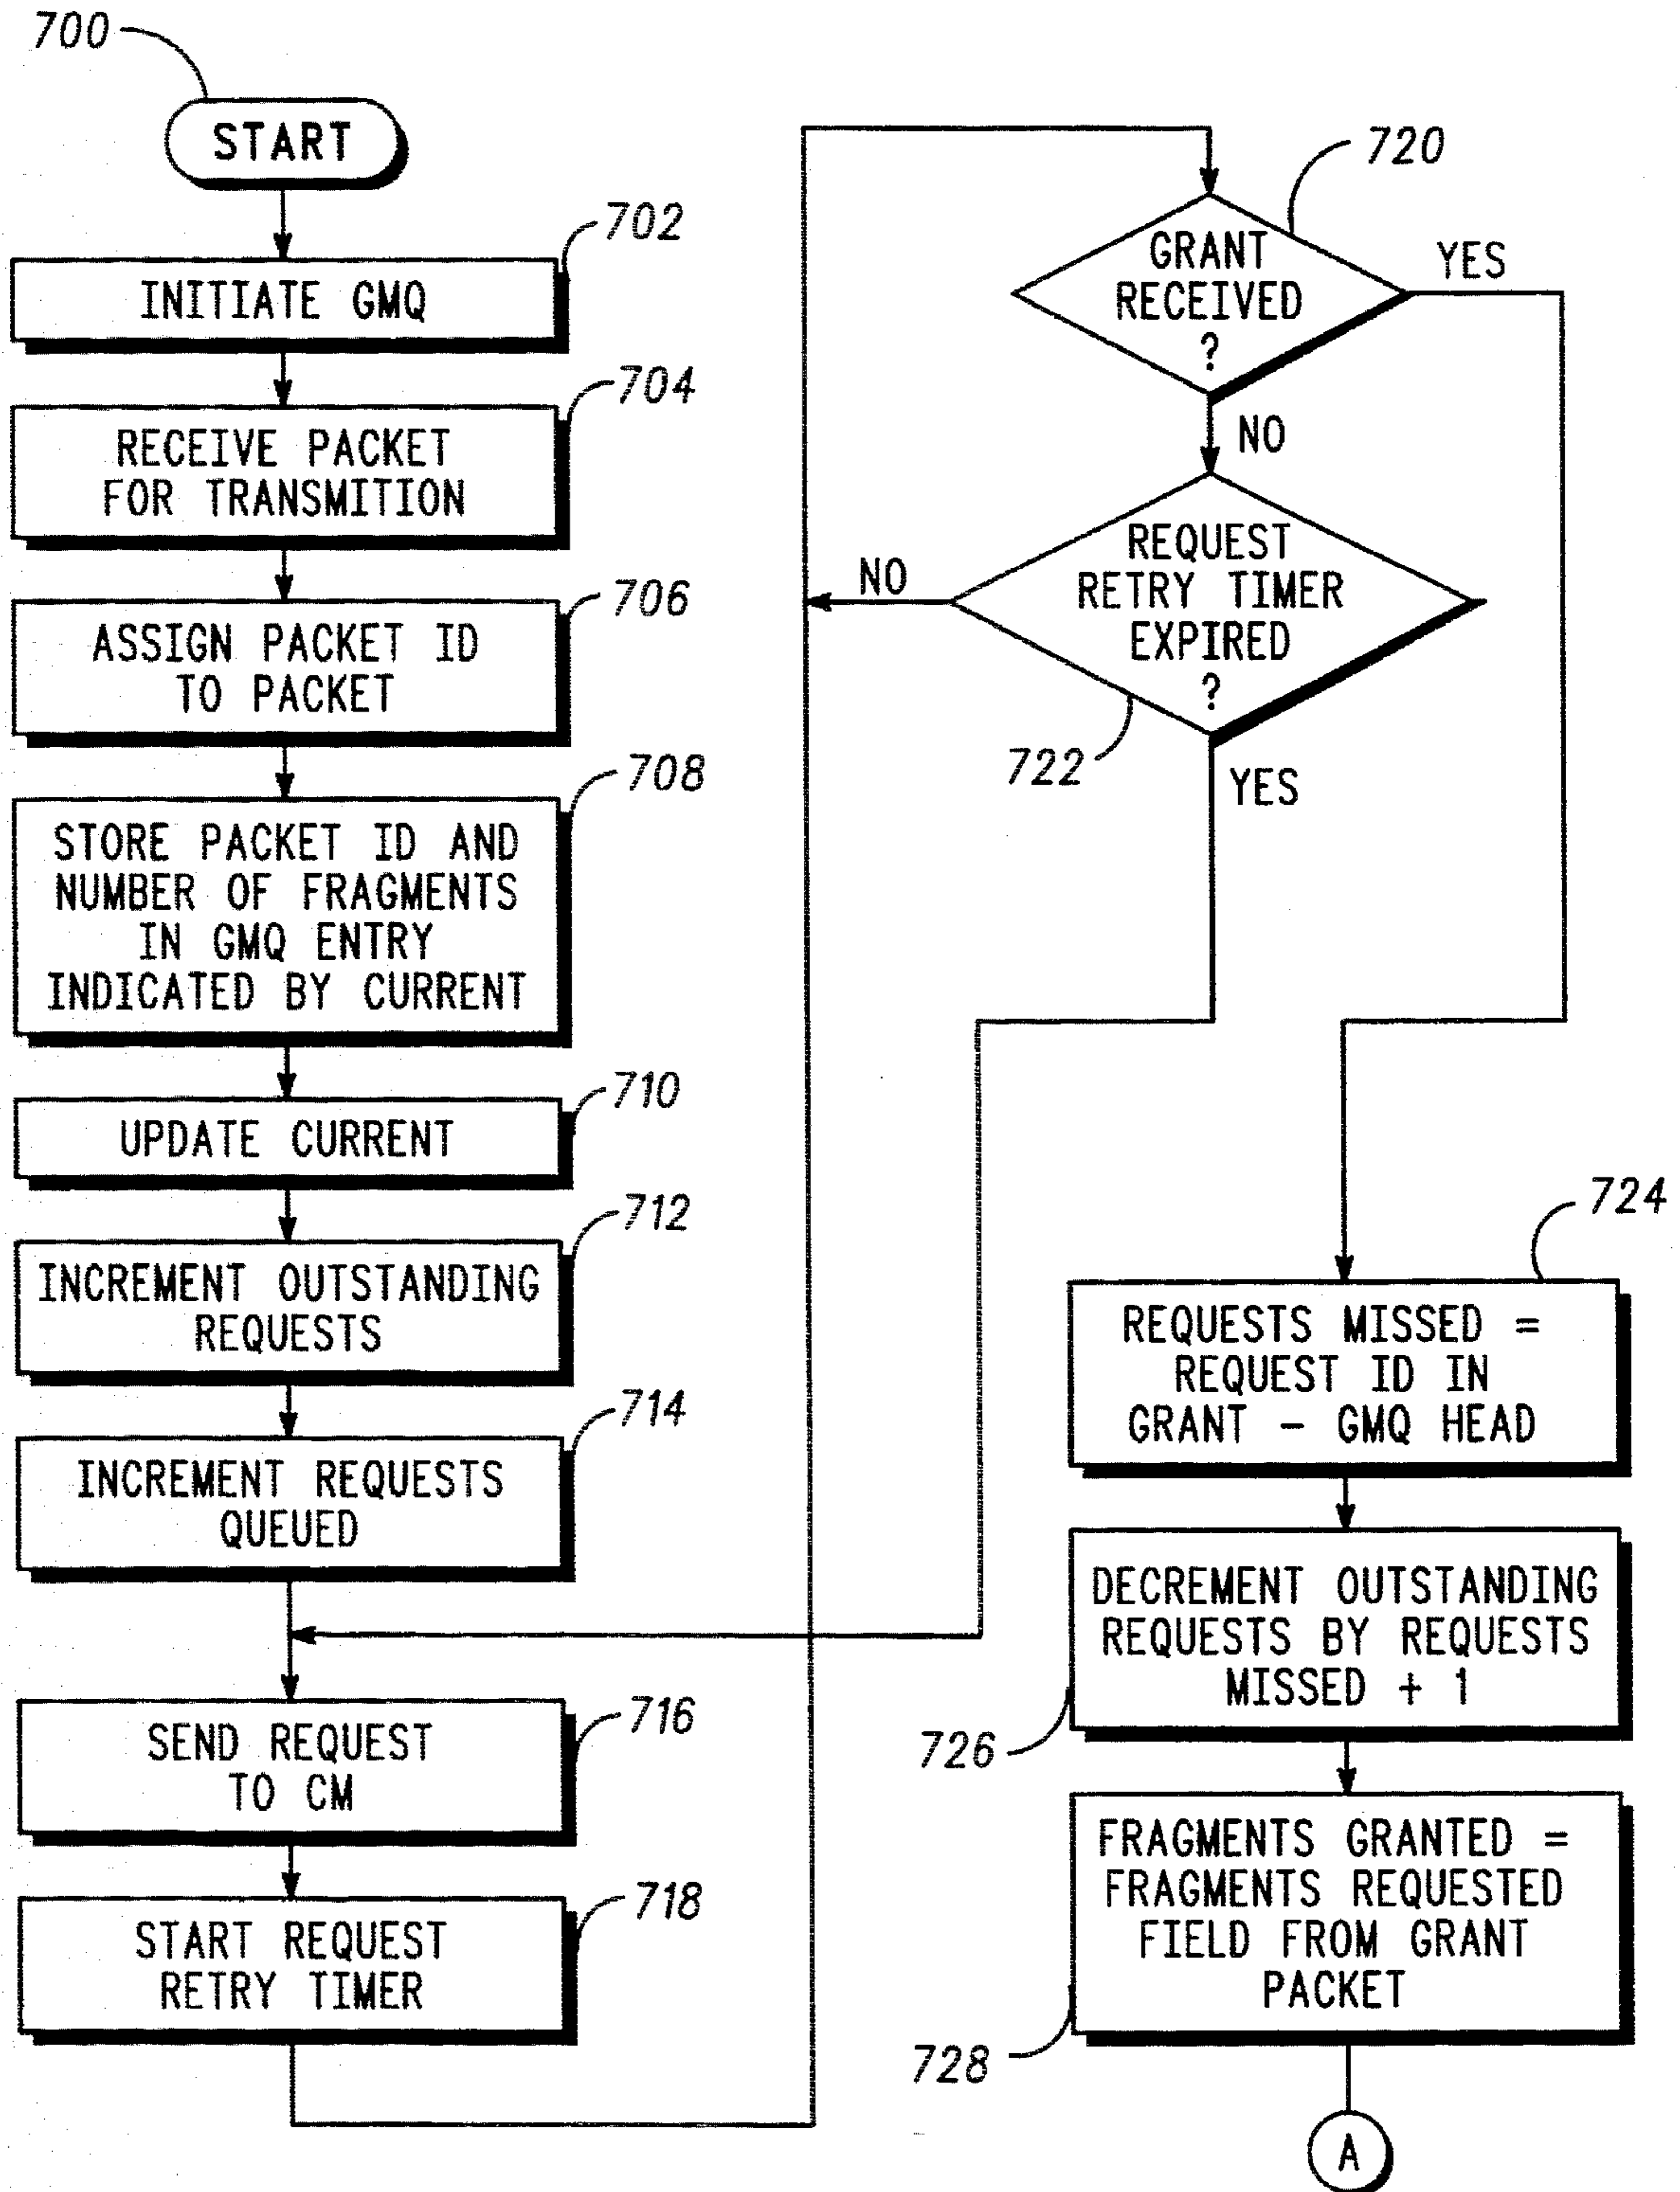 700
START
702
INITIATE GMQ
704
RECEIVE PACKET
FOR TRANSMITION
706
ASSIGN PACKET ID
TO PACKET
708
STORE PACKET ID AND
NUMBER OF FRAGMENTS
IN GMQ ENTRY
INDICATED BY CURRENT
710
UPDATE CURRENT
712
INCREMENT OUTSTANDING
REQUESTS
714
INCREMENT REQUESTS
QUEUED
716
SEND REQUEST
TO CM
718
START REQUEST
RETRY TIMER
720
GRANT
RECEIVED
?
YES
NO
REQUEST
RETRY TIMER
EXPIRED
?
NO
722
YES
724
REQUESTS MISSED =
REQUEST ID IN
GRANT - GMQ HEAD
DECREMENT OUTSTANDING
REQUESTS BY REQUESTS
MISSED + 1
726
FRAGMENTS GRANTED =
FRAGMENTS REQUESTED
FIELD FROM GRANT
PACKET
728
A